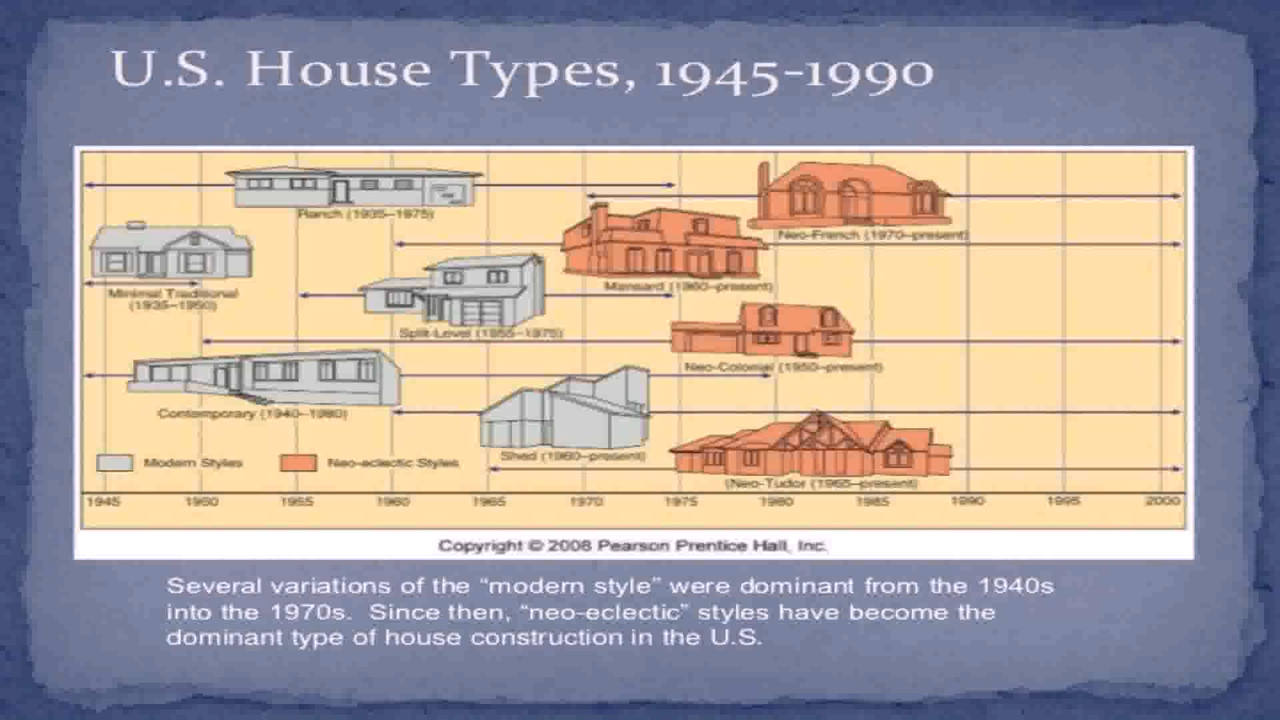 U.S. House Types, 1945-1990
Ranch (1935–1975)
Neo-French (1970–present)
Mansard (1960–present)
Minimal Traditional
(1935–1950)
Split-Level (1955–1975)
Neo-Colonial (1950–present)
Contemporary (1940–1980)
Shed (1960–present)
Modern Styles
Neo-eclectic Styles
Neo-Tudor (1965–present)
1945 1950 1955 1960 1965 1970 1975 1980 1985 1990 1995 2000
Copyright © 2008 Pearson Prentice Hall, Inc.
Several variations of the “modern style” were dominant from the 1940s
into the 1970s. Since then, “neo-eclectic” styles have become the
dominant type of house construction in the U.S.